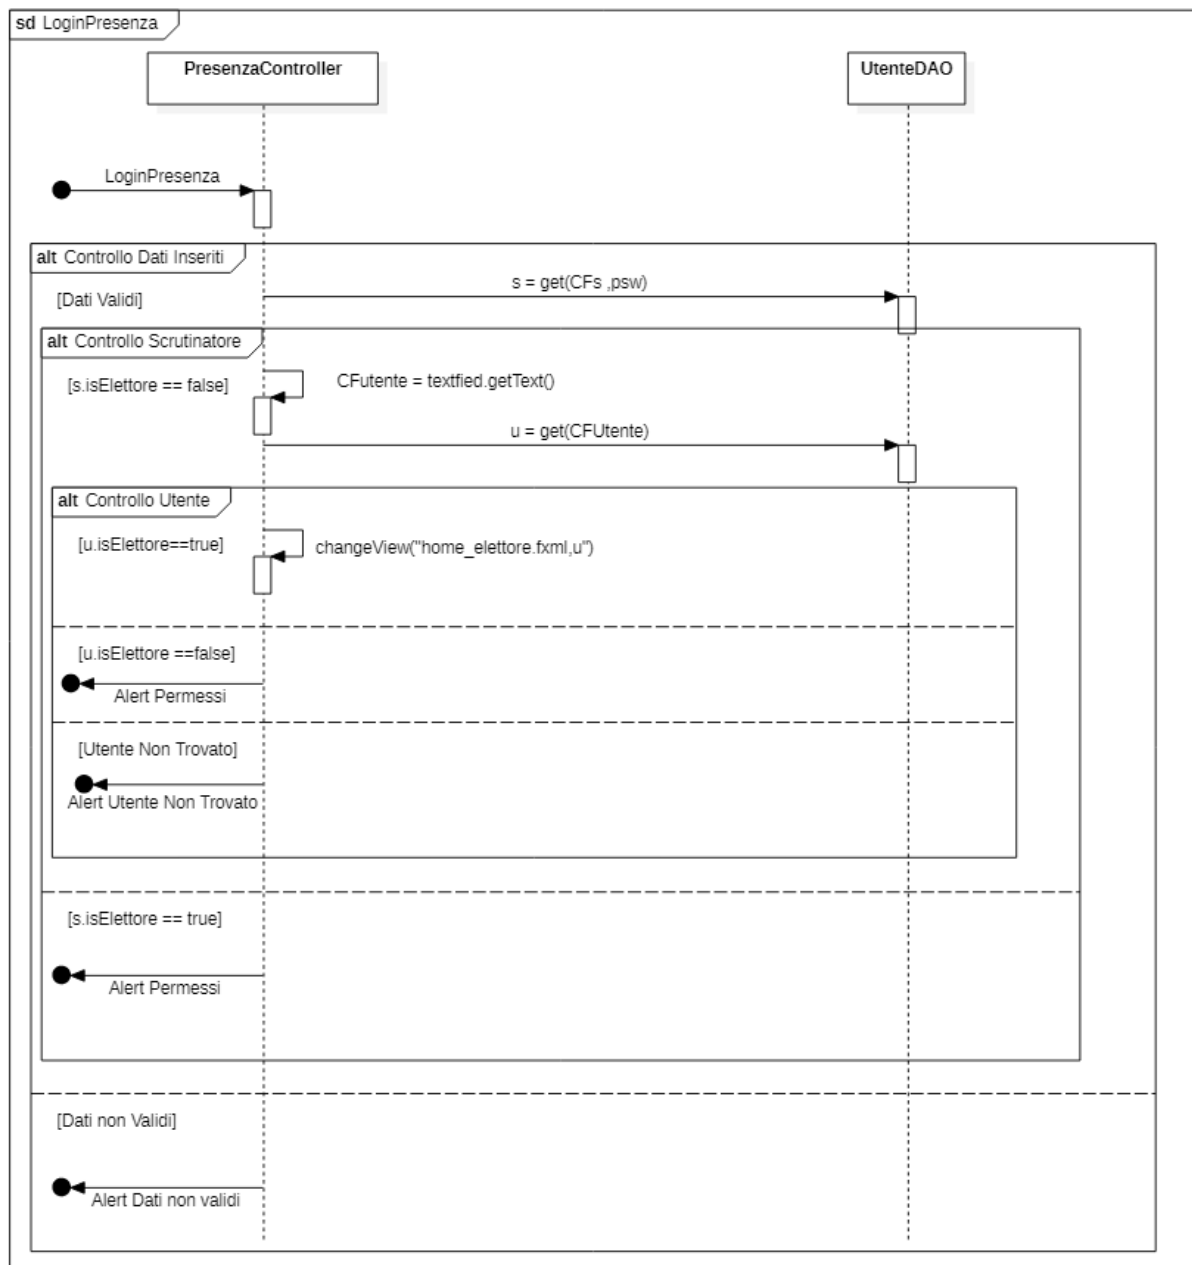 sd LoginPresenza
PresenzaController
UtenteDAO
LoginPresenza
alt Controllo Dati Inseriti
s = get(CFs ,psw)
[Dati Validi]
alt Controllo Scrutinatore
[s.isElettore == false]
CFutente = textfied.getText()
u = get(CFUtente)
alt Controllo Utente
[u.isElettore==true]
changeView("home_elettore.fxml,u")
[u.isElettore ==false]
Alert Permessi
[Utente Non Trovato]
Alert Utente Non Trovato
[s.isElettore == true]
Alert Permessi
[Dati non Validi]
Alert Dati non validi